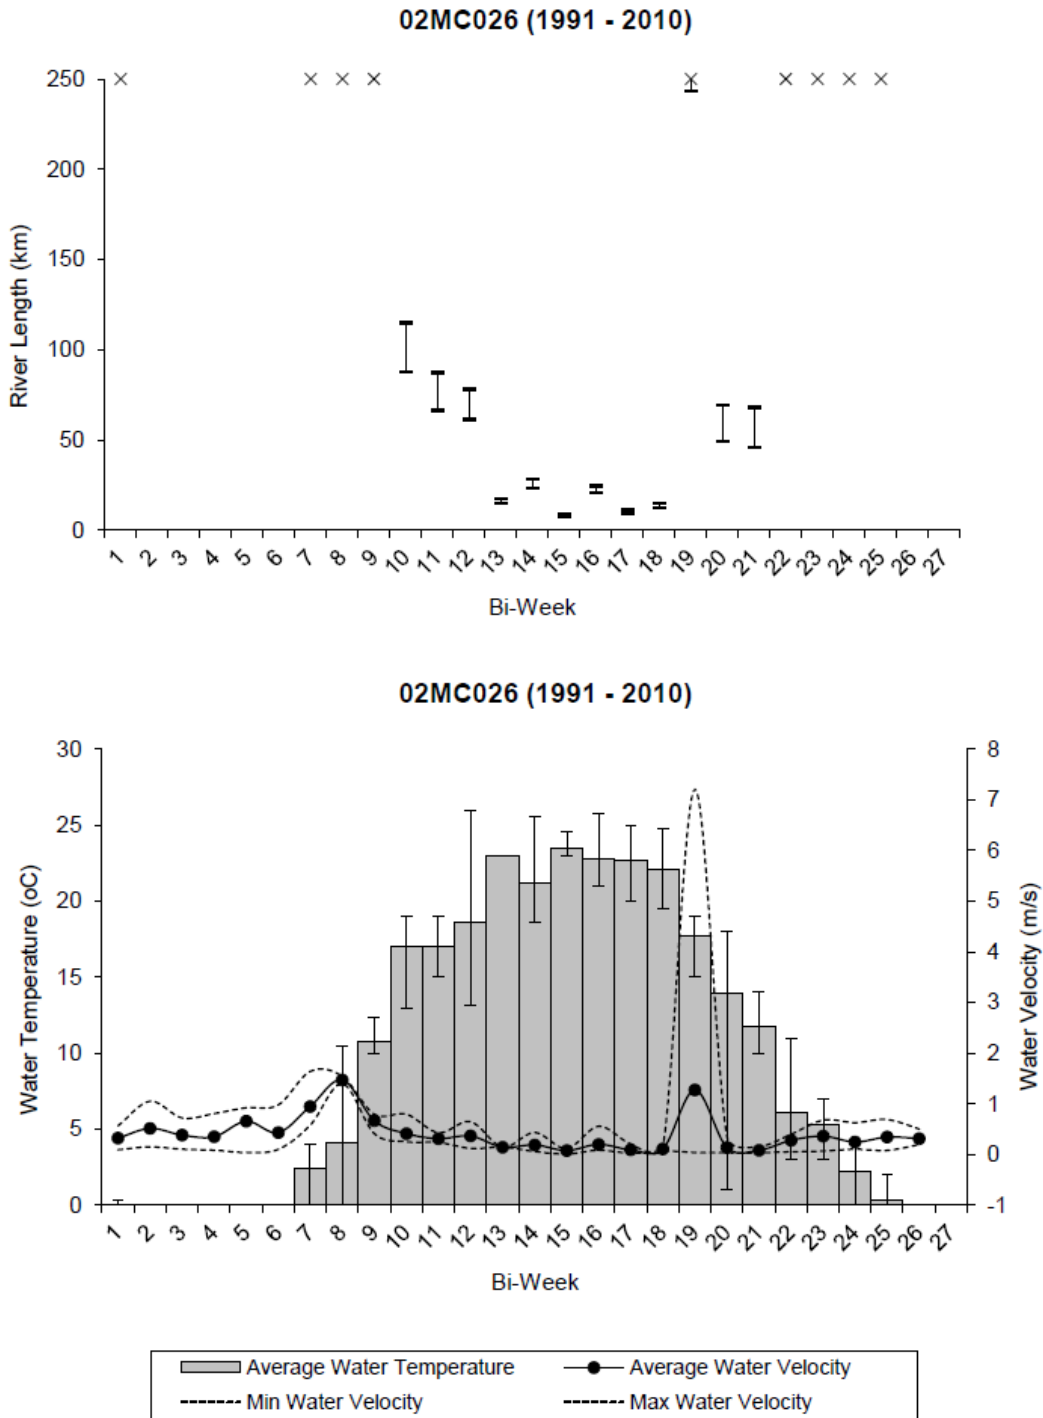 02MC026 (1991 - 2010)
250
200
150
100
50
0
River Length (km)
1 2 3 4 5 6 7 8 9 10 11 12 13 14 15 16 17 18 19 20 21 22 23 24 25 26 27
Bi-Week
02MC026 (1991 - 2010)
30
25
20
15
10
5
0
Water Temperature (oC)
8
7
6
5
4
3
2
1
0
-1
Water Velocity (m/s)
1 2 3 4 5 6 7 8 9 10 11 12 13 14 15 16 17 18 19 20 21 22 23 24 25 26 27
Bi-Week
Average Water Temperature Average Water Velocity
Min Water Velocity Max Water Velocity